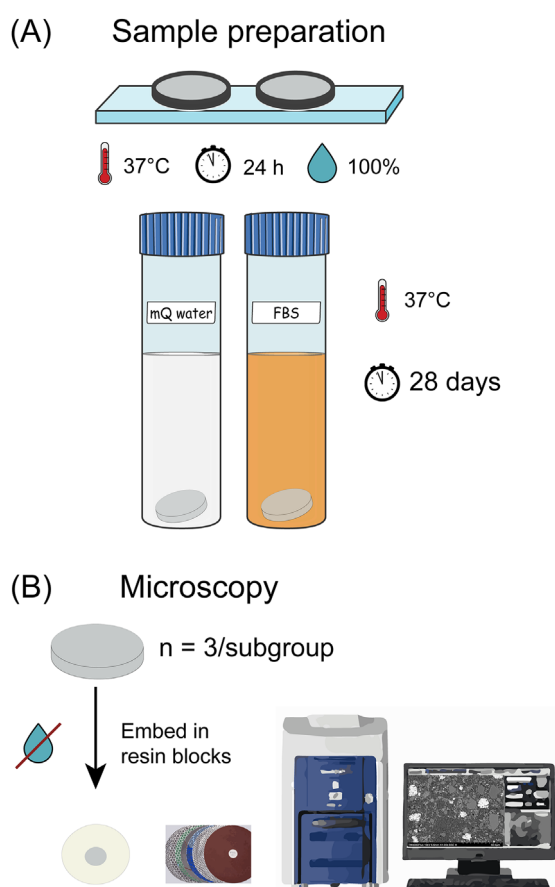 (A) Sample preparation
37°C 24 h 100%
mQ water FBS
37°C
28 days
(B) Microscopy
n = 3/subgroup
Embed in
resin blocks